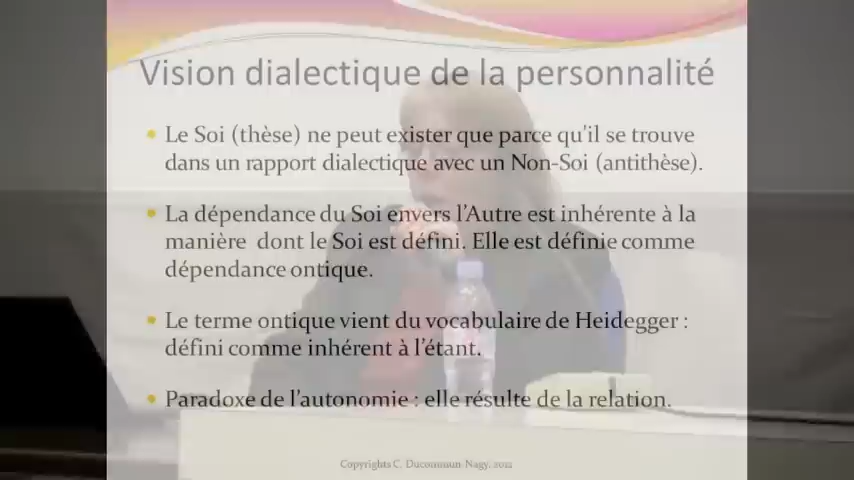 Vision dialectique de la personnalité
• Le Soi (thèse) ne peut exister que parce qu'il se trouve
dans un rapport dialectique avec un Non-Soi (antithèse).
• La dépendance du Soi envers l'Autre est inhérente à la
manière dont le Soi est défini. Elle est définie comme
dépendance ontique.
• Le terme ontique vient du vocabulaire de Heidegger :
défini comme inhérent à l'étant.
• Paradoxe de l'autonomie : elle résulte de la relation.
Copyrights C. Ducommun-Nagy, 2012